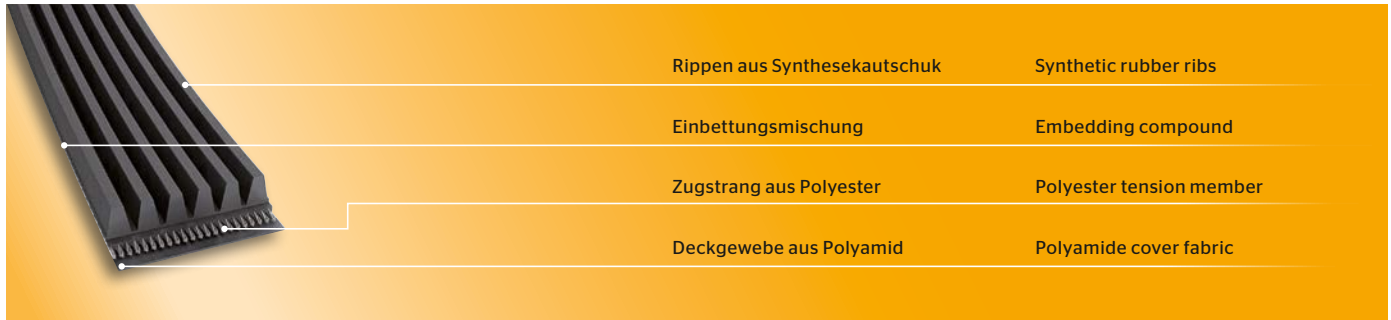 Rippen aus Synthesekautschuk Synthetic rubber ribs
Einbettungsmischung Embedding compound
Zugstrang aus Polyester Polyester tension member
Deckgewebe aus Polyamid Polyamide cover fabric